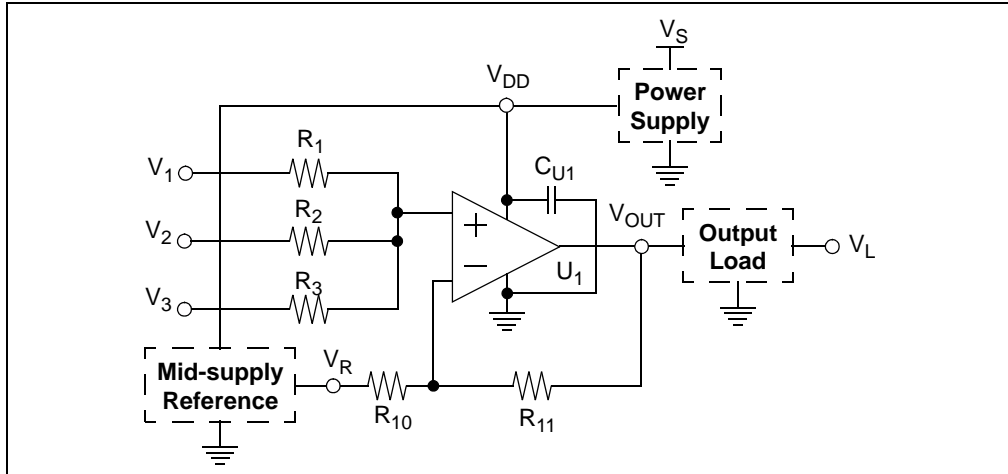 V_S
V_DD
Power
Supply
R_1
V_1
C_U1
R_2
V_2
V_OUT
Output
Load
V_L
+
−
U_1
R_3
V_3
Mid-supply
Reference
V_R
R_10
R_11